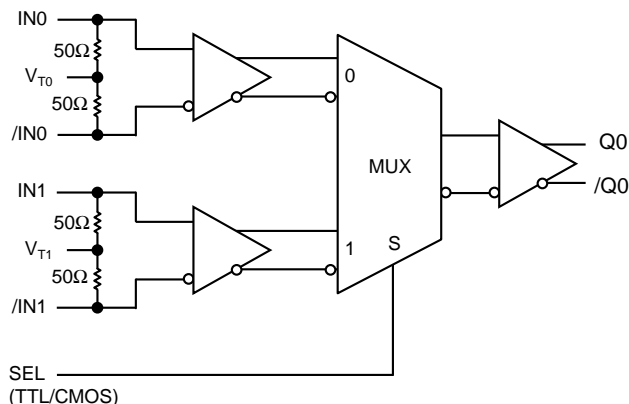 IN0
50Ω
VT0
50Ω
/IN0
0
MUX
Q0
/Q0
IN1
50Ω
VT1
50Ω
/IN1
1
S
SEL
(TTL/CMOS)